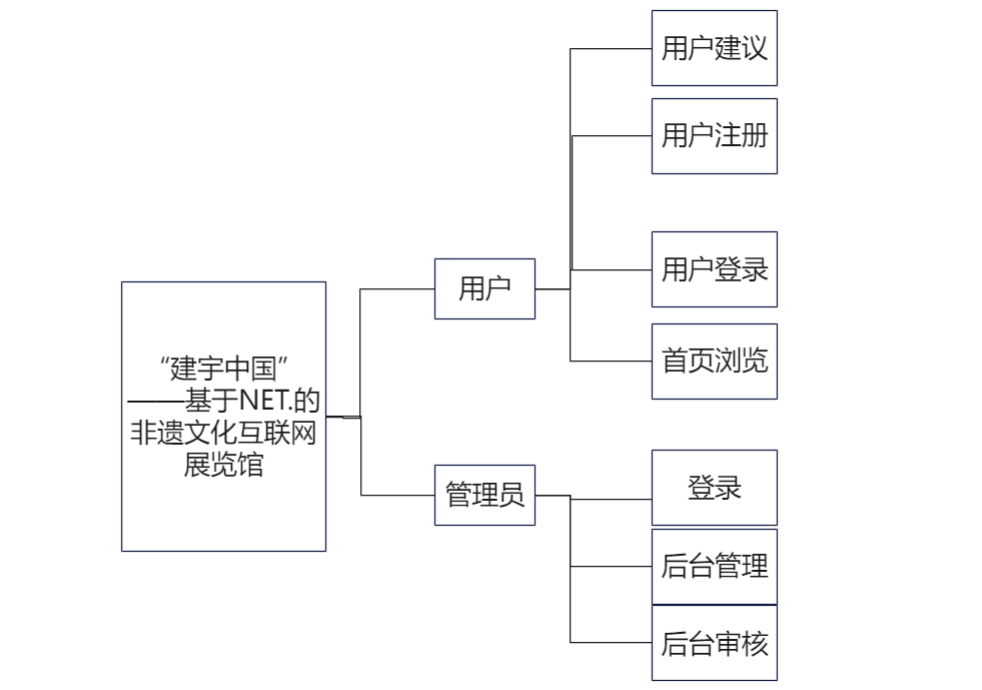 用户建议
用户注册
用户登录
首页浏览
用户
“建宇中国”
——基于NET.的
非遗文化互联网
展览馆
管理员
登录
后台管理
后台审核